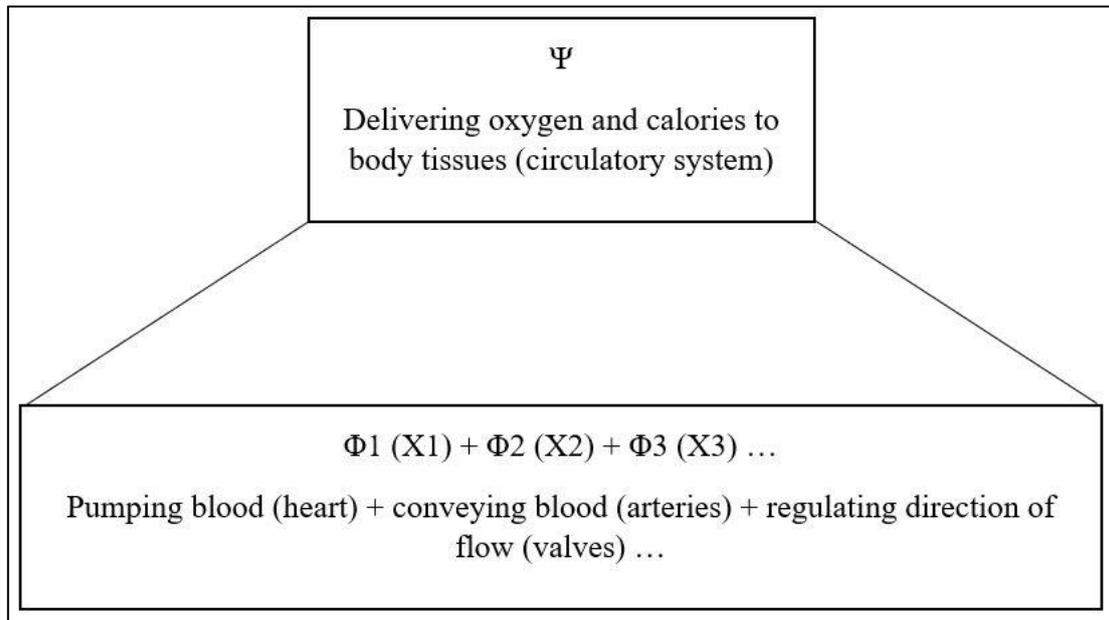 Ψ
Delivering oxygen and calories to
body tissues (circulatory system)
Φ1 (X1) + Φ2 (X2) + Φ3 (X3) …
Pumping blood (heart) + conveying blood (arteries) + regulating direction of
flow (valves) …